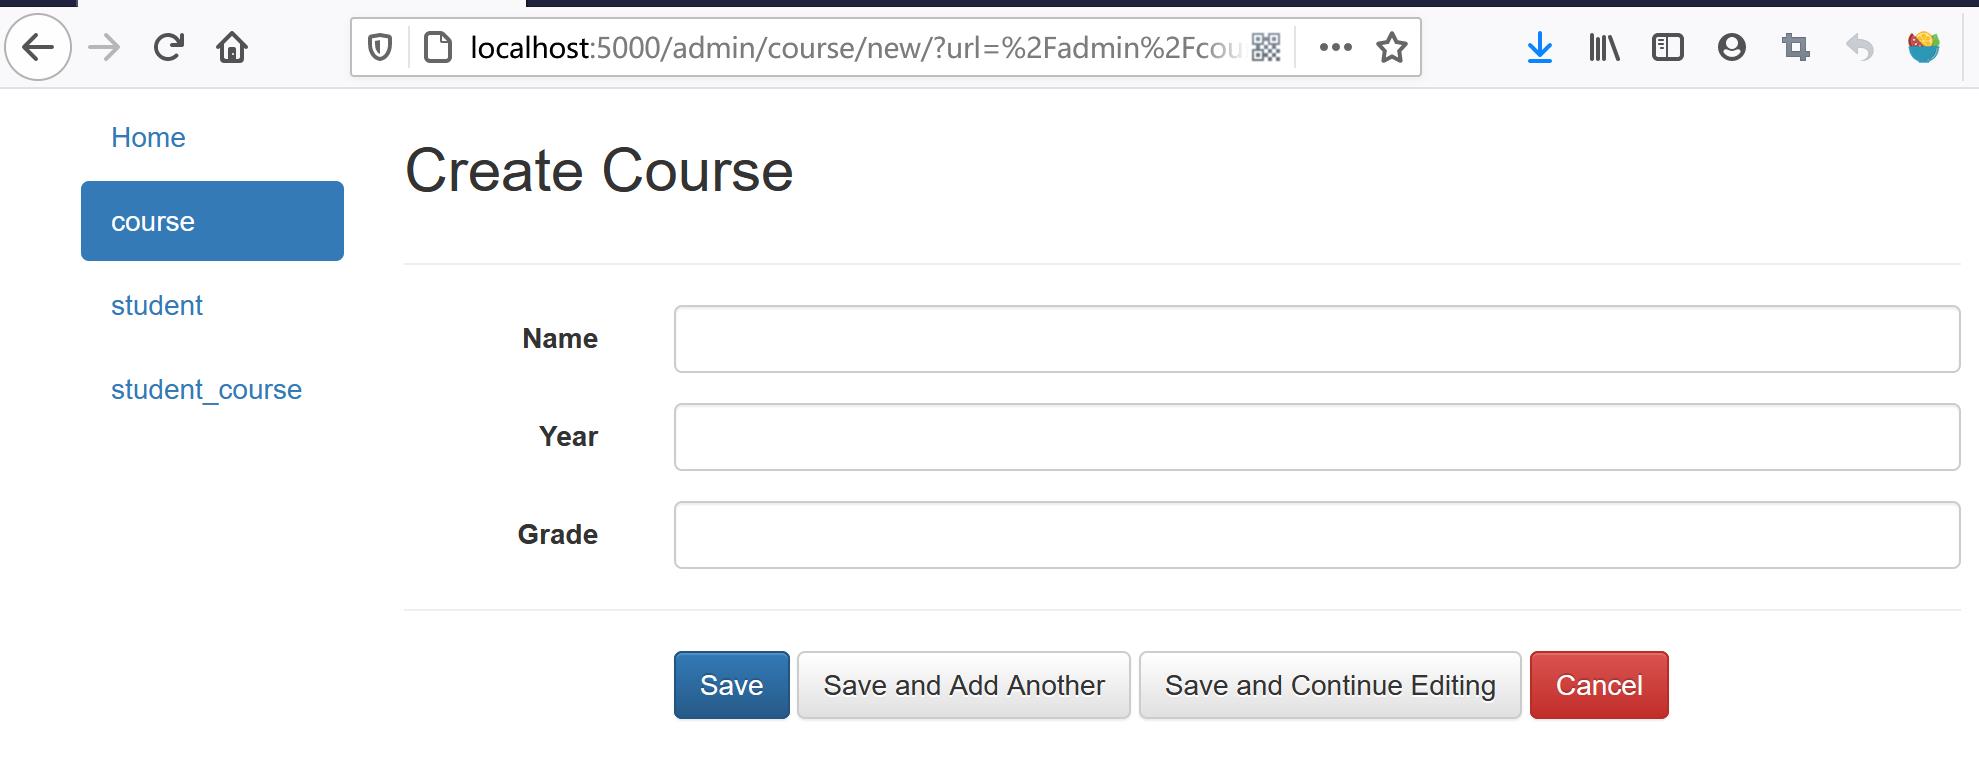 localhost:5000/admin/course/new/?url=%2Fadmin%2Fcou
Home
Create Course
course
student
student_course
Name
Year
Grade
Save
Save and Add Another
Save and Continue Editing
Cancel